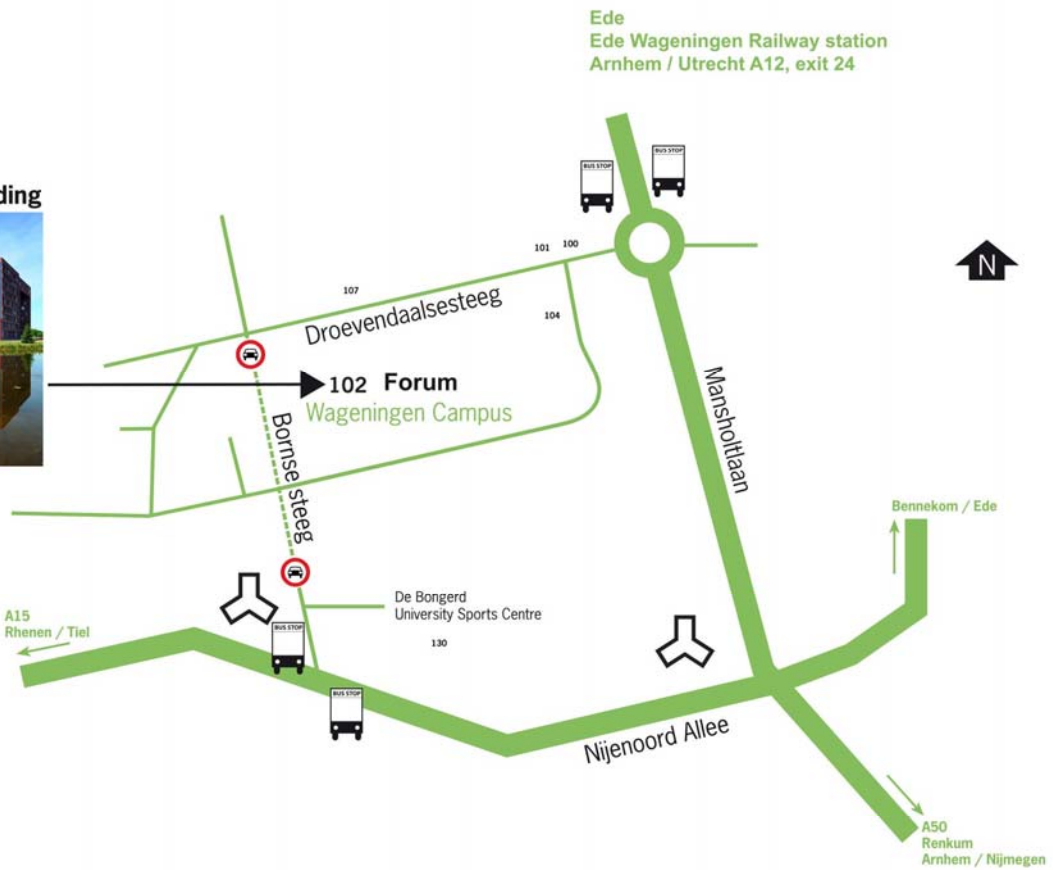 Ede
Ede Wageningen Railway station
Arnhem / Utrecht A12, exit 24
BUS STOP
BUS STOP
ding
101
100
N
107
Droevendaalsesteeg
104
102 Forum
Wageningen Campus
Mansholtlaan
Bornse steeg
Bennekom / Ede
De Bongerd
University Sports Centre
A15
Rhenen / Tiel
BUS STOP
130
BUS STOP
Nijenoord Allee
A50
Renkum
Arnhem / Nijmegen